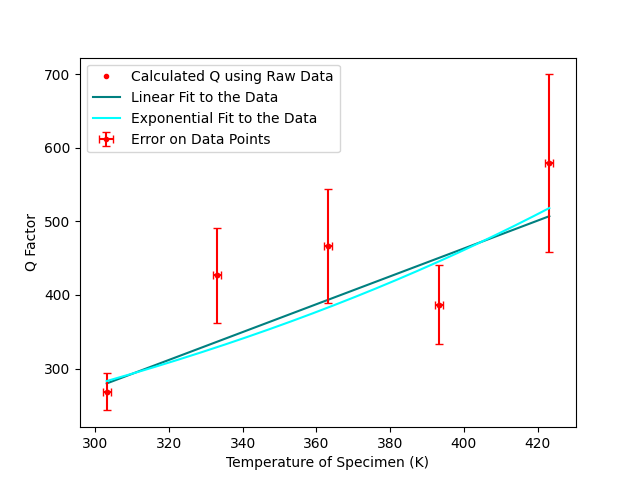 700
600
500
400
300
Q Factor
Calculated Q using Raw Data
Linear Fit to the Data
Exponential Fit to the Data
Error on Data Points
300 320 340 360 380 400 420
Temperature of Specimen (K)